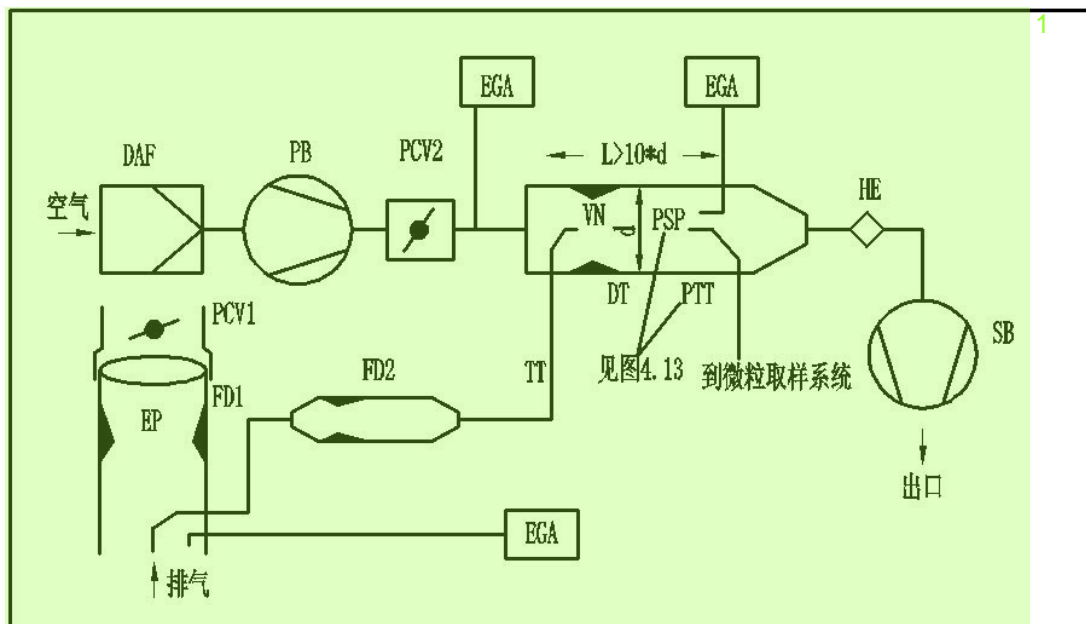 1
EGA
EGA
DAF
PB
PCV2
L>10*d
HE
空气
VN
d
PSP
DT
PTT
PCV1
SB
FD2
TT
见图4.13
到微粒取样系统
FD1
EP
出口
EGA
排气